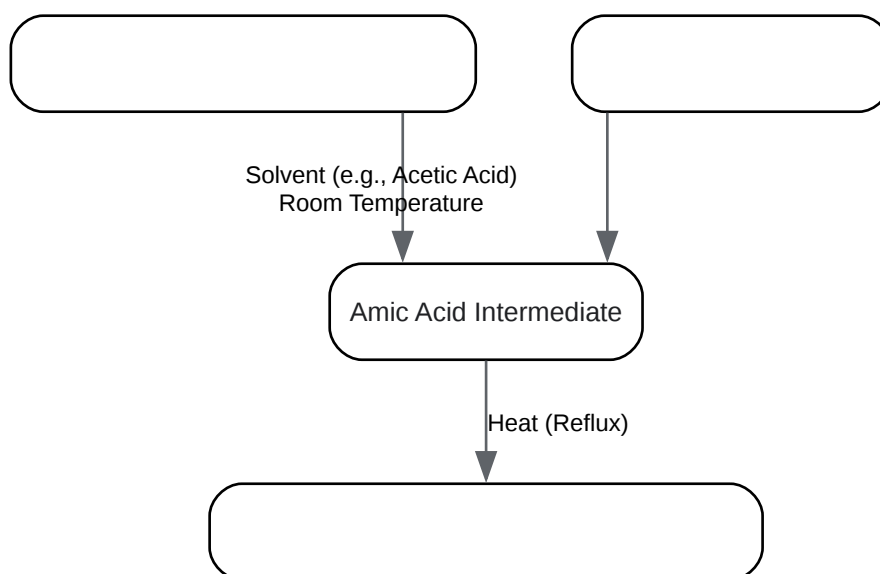 Solvent (e.g., Acetic Acid)
Room Temperature
Amic Acid Intermediate
Heat (Reflux)